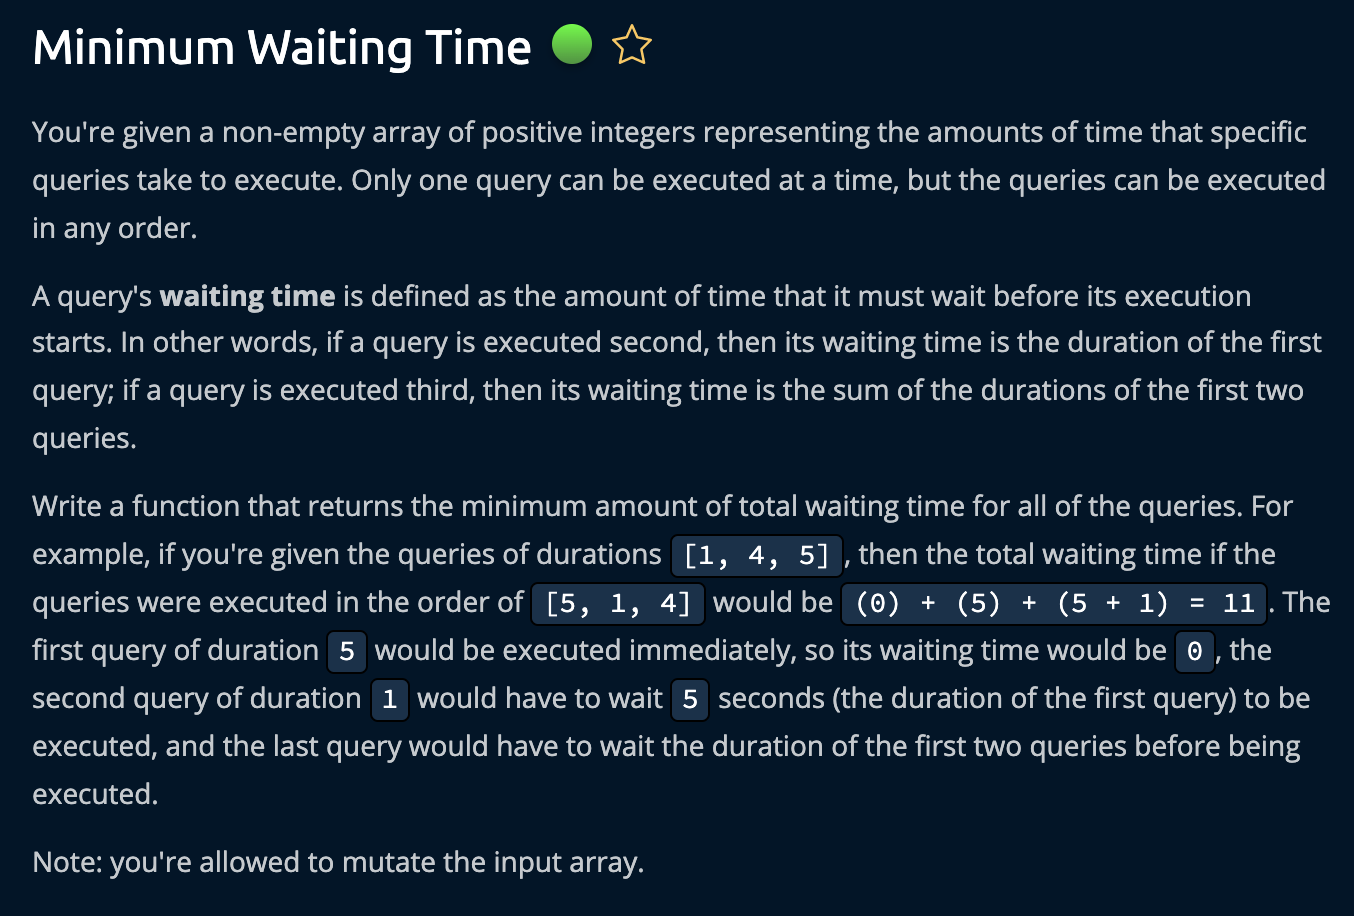 Minimum Waiting Time
You're given a non-empty array of positive integers representing the amounts of time that specific
queries take to execute. Only one query can be executed at a time, but the queries can be executed
in any order.
A query's waiting time is defined as the amount of time that it must wait before its execution
starts. In other words, if a query is executed second, then its waiting time is the duration of the first
query; if a query is executed third, then its waiting time is the sum of the durations of the first two
queries.
Write a function that returns the minimum amount of total waiting time for all of the queries. For
example, if you're given the queries of durations [1, 4, 5], then the total waiting time if the
queries were executed in the order of [5, 1, 4] would be (0) + (5) + (5 + 1) = 11. The
first query of duration 5 would be executed immediately, so its waiting time would be 0, the
second query of duration 1 would have to wait 5 seconds (the duration of the first query) to be
executed, and the last query would have to wait the duration of the first two queries before being
executed.
Note: you're allowed to mutate the input array.